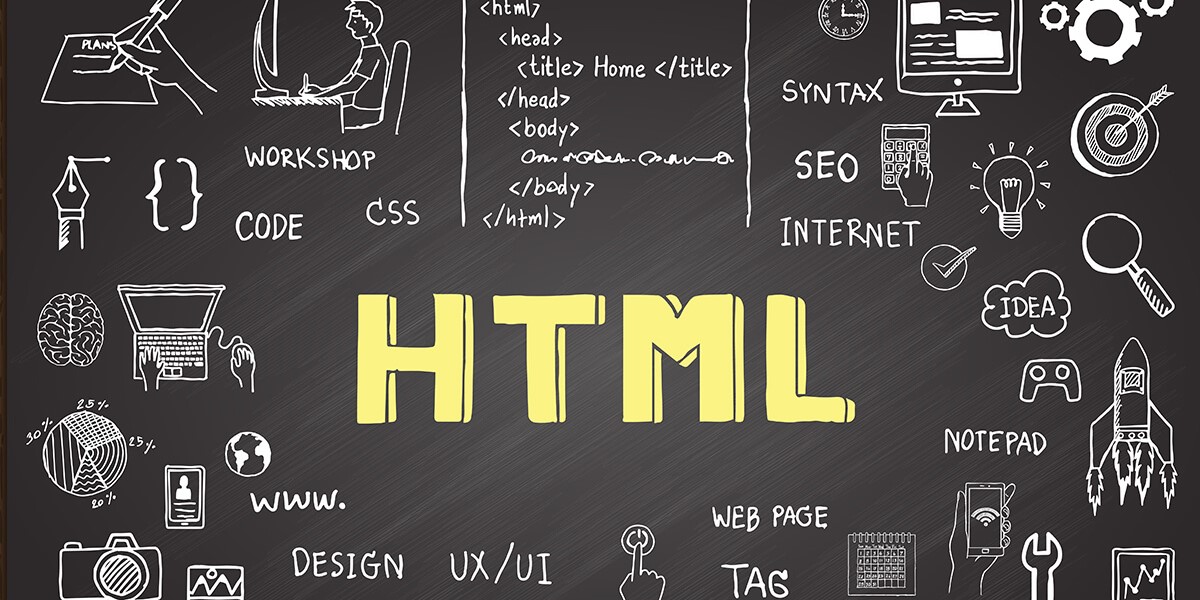 PLANS
<html>
<head>
<title> Home </title>
</head>
<body>
</body>
</html>
WORKSHOP
CODE
CSS
{ }
SYNTAX
SEO
INTERNET
IDEA
HTML
25%
30%
25%
20%
www.
NOTEPAD
DESIGN
UX/UI
WEB PAGE
TAG